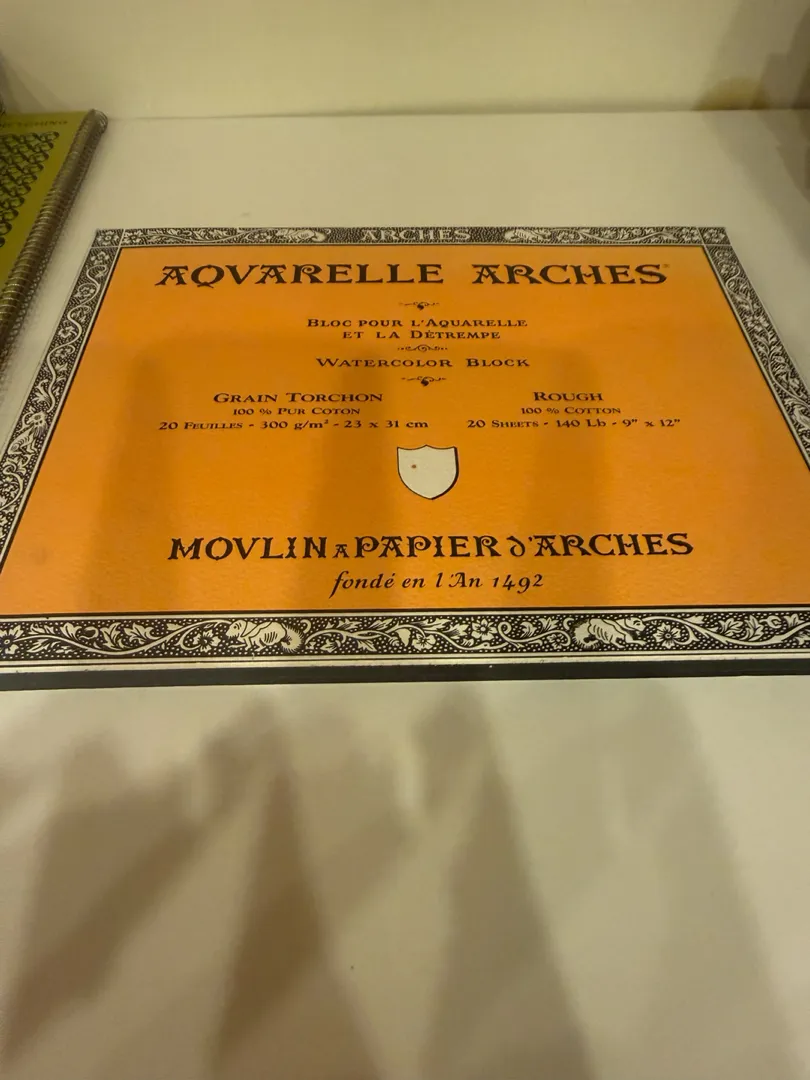 ARCHES
AQVARELLE ARCHES®
BLOC POUR L'AQUARELLE
ET LA DÉTREMPE
WATERCOLOR BLOCK
GRAIN TORCHON
100 % PUR COTON
20 FEUILLES - 300 g/m² - 23 x 31 cm
ROUGH
100 % COTTON
20 SHEETS - 140 Lb - 9" x 12"
MOVLIN A PAPIER d'ARCHES
fondé en l'An 1492